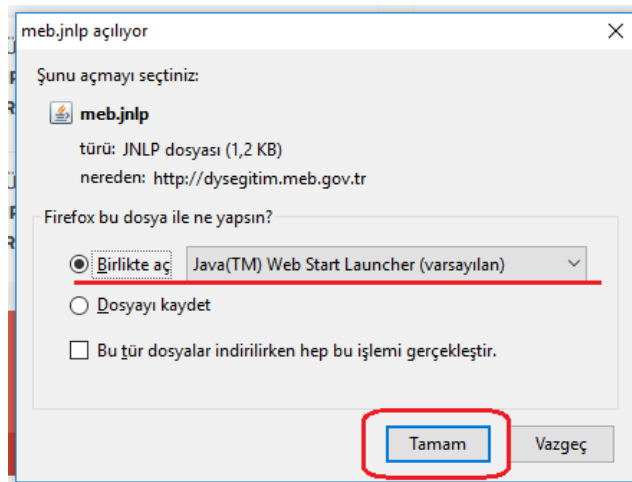 meb.jnlp açılıyor
Şunu açmayı seçtiniz:
meb.jnlp
türü: JNLP dosyası (1,2 KB)
nereden: http://dysegitim.meb.gov.tr
Firefox bu dosya ile ne yapsın?
Birlikte aç Java(TM) Web Start Launcher (varsayılan)
Dosyayı kaydet
Bu tür dosyalar indirilirken hep bu işlemi gerçekleştir.
Tamam Vazgeç